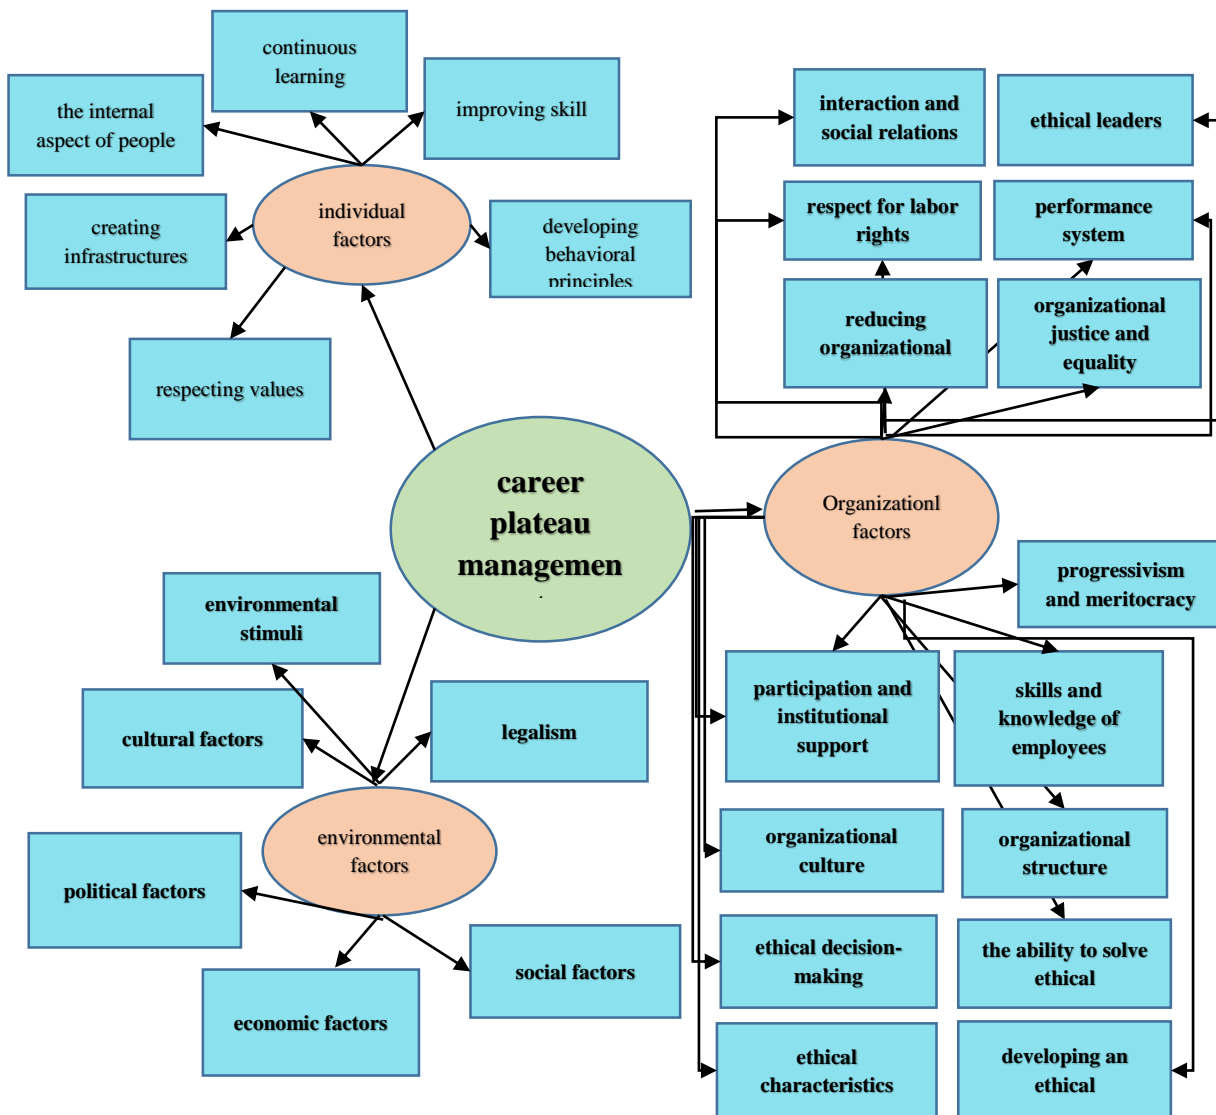 continuous
learning
the internal
aspect of people
improving skill
creating
infrastructures
individual
factors
developing
behavioral
principles
respecting values
interaction and
social relations
ethical leaders
respect for labor
rights
performance
system
reducing
organizational
organizational
justice and
equality
career
plateau
managemen
Organizationl
factors
progressivism
and meritocracy
environmental
stimuli
cultural factors
legalism
environmental
factors
political factors
economic factors
social factors
participation and
institutional
support
skills and
knowledge of
employees
organizational
culture
organizational
structure
ethical decision-
making
the ability to solve
ethical
ethical
characteristics
developing an
ethical